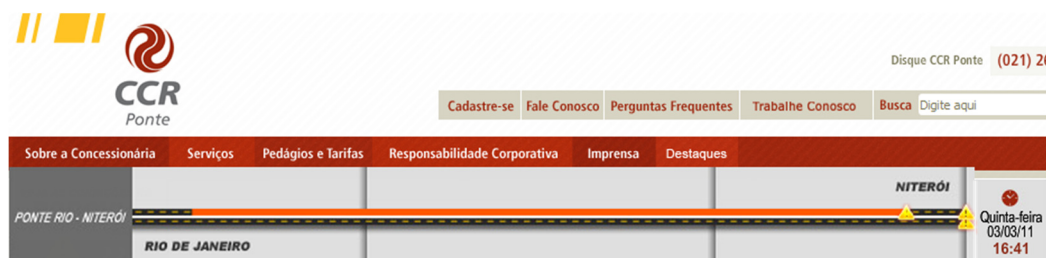 CCR
Ponte
Disque CCR Ponte (021) 26
Cadastre-se Fale Conosco Perguntas Frequentes Trabalhe Conosco Busca Digite aqui
Sobre a Concessionária Serviços Pedágios e Tarifas Responsabilidade Corporativa Imprensa Destaques
NITERÓI
PONTE RIO - NITERÓI
RIO DE JANEIRO
Quinta-feira
03/03/11
16:41